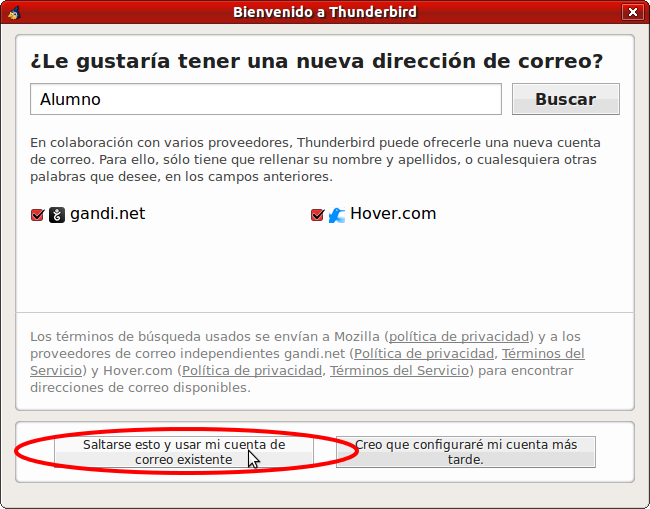 Bienvenido a Thunderbird
¿Le gustaría tener una nueva dirección de correo?
Alumno
Buscar
En colaboración con varios proveedores, Thunderbird puede ofrecerle una nueva cuenta
de correo. Para ello, sólo tiene que rellenar su nombre y apellidos, o cualesquiera otras
palabras que desee, en los campos anteriores.
gandi.net
Hover.com
Los términos de búsqueda usados se envían a Mozilla (política de privacidad) y a los
proveedores de correo independientes gandi.net (Política de privacidad, Términos del
Servicio) y Hover.com (Política de privacidad, Términos del Servicio) para encontrar
direcciones de correo disponibles.
Saltarse esto y usar mi cuenta de
correo existente
Creo que configuraré mi cuenta más
tarde.